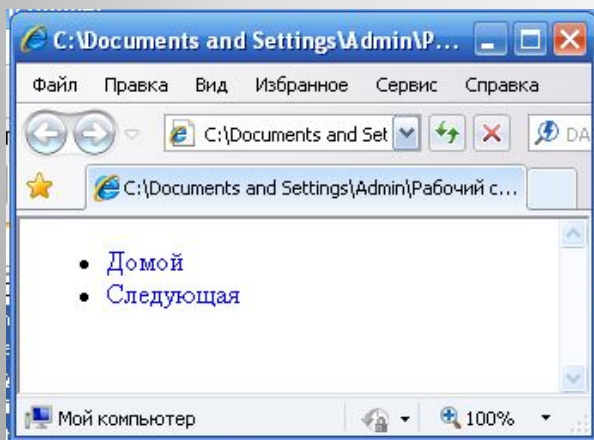 C:\Documents and Settings\Admin\P...
Файл Правка Вид Избранное Сервис Справка
C:\Documents and Set
DA
C:\Documents and Settings\Admin\Рабочий с...
Домой
Следующая
Мой компьютер
100%